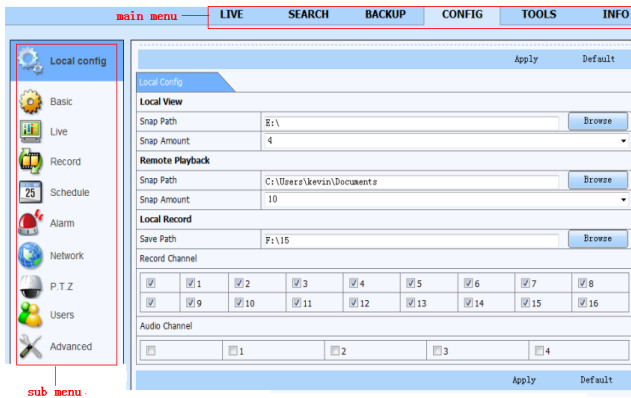 main menu LIVE SEARCH BACKUP CONFIG TOOLS INFO
Local config
Basic
Live
Record
25 Schedule
Alarm
Network
P.T.Z
Users
Advanced
sub menu
Apply Default
Local Config
Local View
Snap Path E:\ Browse
Snap Amount 4
Remote Playback
Snap Path C:\Users\kevin\Documents Browse
Snap Amount 10
Local Record
Save Path F:\15 Browse
Record Channel
1 2 3 4 5 6 7 8
9 10 11 12 13 14 15 16
Audio Channel
1 2 3 4
Apply Default